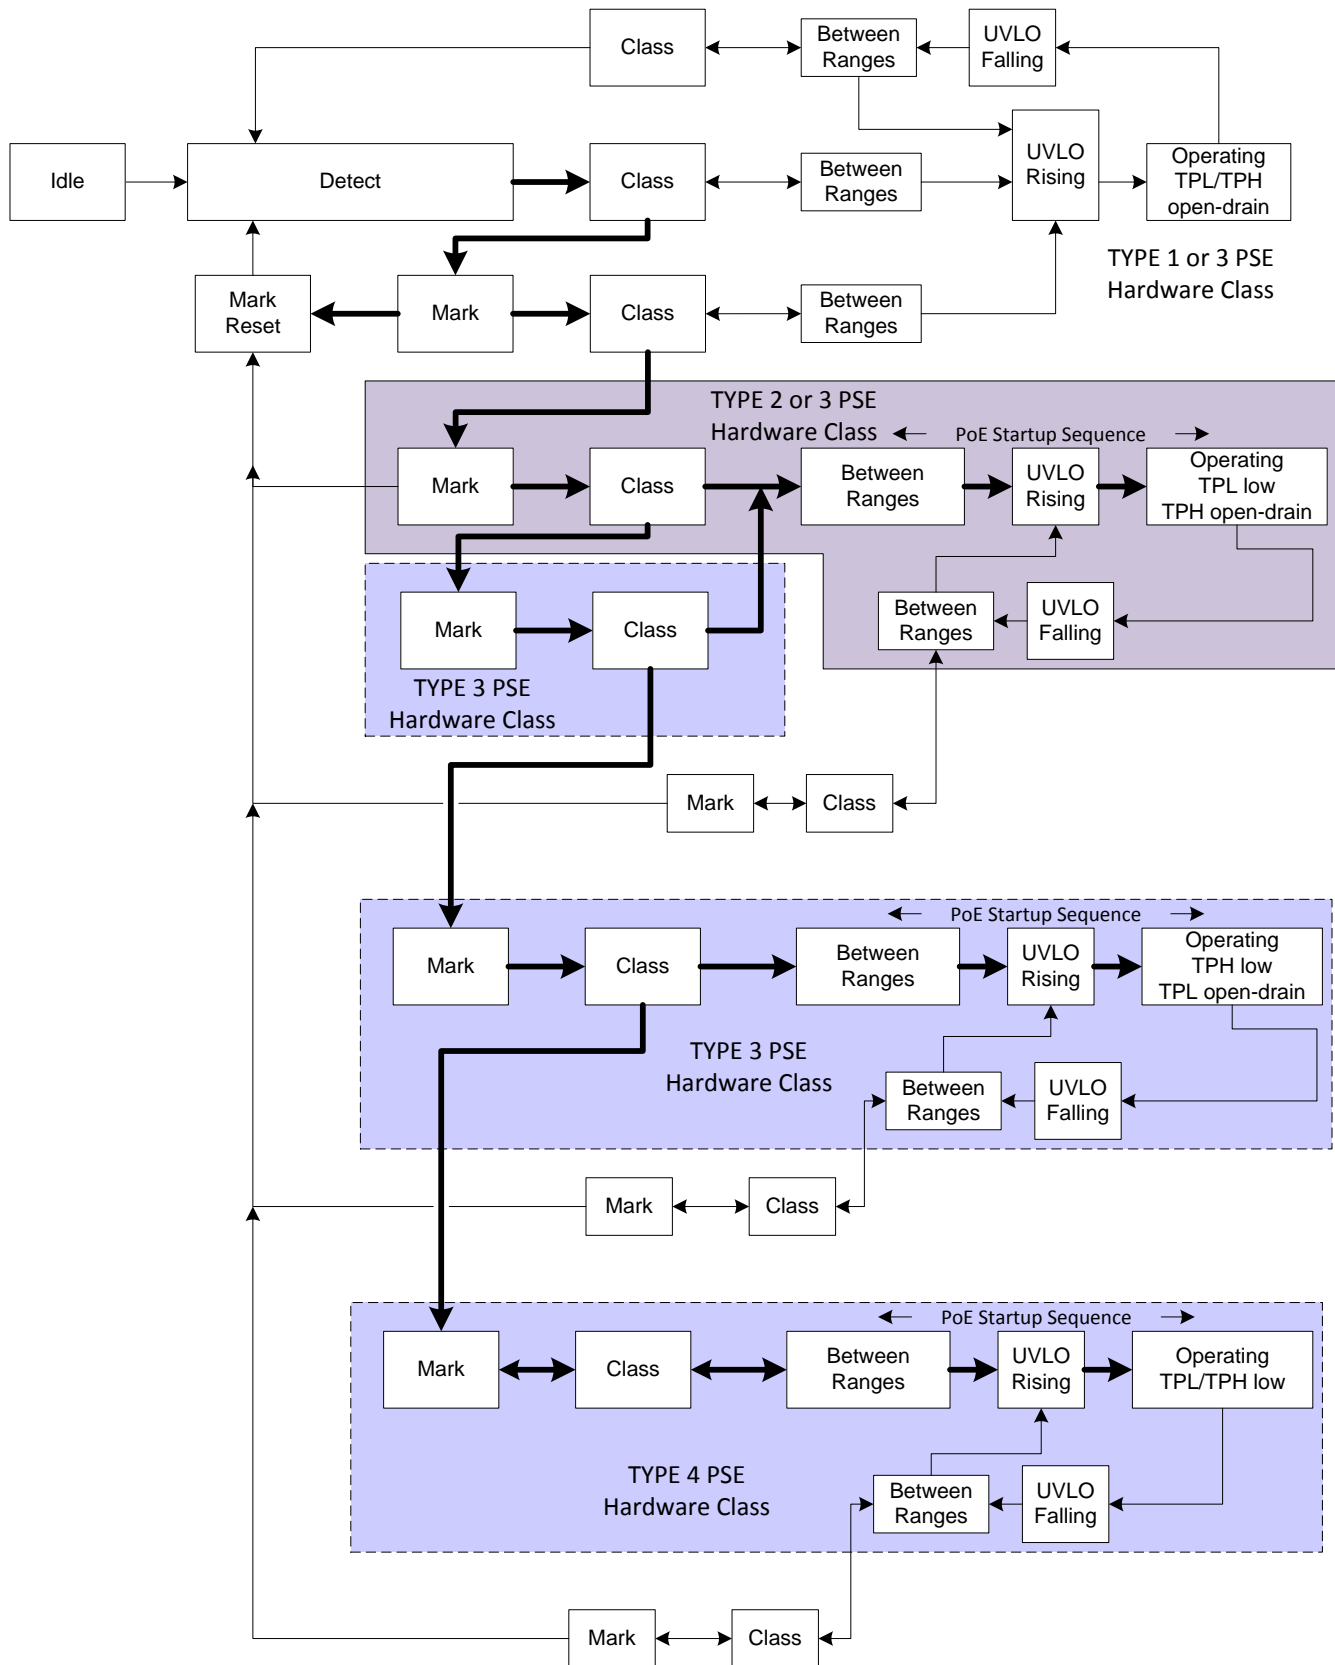 Class
Between
Ranges
UVLO
Falling
Idle
Detect
Class
Between
Ranges
UVLO
Rising
Operating
TPL/TPH
open-drain
TYPE 1 or 3 PSE
Hardware Class
Mark
Reset
Mark
Class
Between
Ranges
TYPE 2 or 3 PSE
Hardware Class
PoE Startup Sequence
Mark
Class
Between
Ranges
UVLO
Rising
Operating
TPL low
TPH open-drain
Between
Ranges
UVLO
Falling
Mark
Class
TYPE 3 PSE
Hardware Class
Mark
Class
PoE Startup Sequence
Mark
Class
Between
Ranges
UVLO
Rising
Operating
TPH low
TPL open-drain
TYPE 3 PSE
Hardware Class
Between
Ranges
UVLO
Falling
Mark
Class
PoE Startup Sequence
Mark
Class
Between
Ranges
UVLO
Rising
Operating
TPL/TPH low
TYPE 4 PSE
Hardware Class
Between
Ranges
UVLO
Falling
Mark
Class